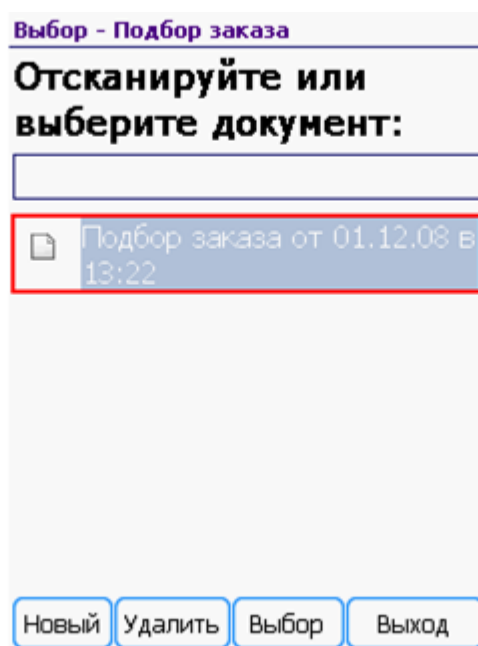 Выбор - Подбор заказа
Отсканируйте или
выберите документ:
Подбор заказа от 01.12.08 в
13:22
Новый Удалить Выбор Выход